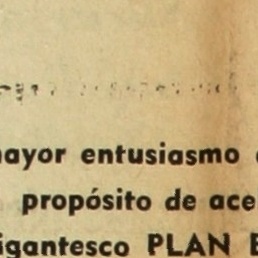 mayor entusiasmo
propósito de ace
igantesco PLAN E